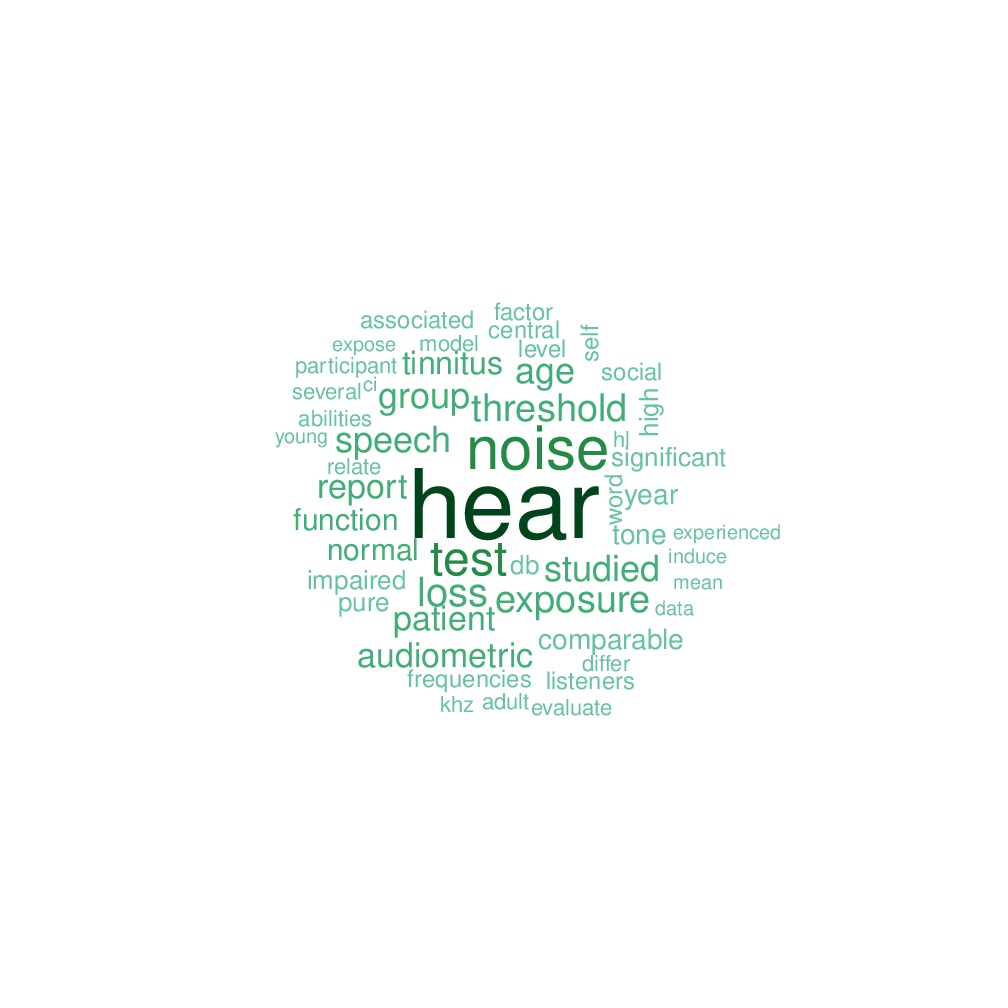 factor
associated
central
self
expose
model
level
participant
tinnitus
age
social
several
ci
group
threshold
high
abilities
young
speech
noise
hl
significant
relate
report
hear
word
year
function
tone
experienced
normal
test
db
studied
induce
impaired
loss
exposure
mean
pure
patient
data
audiometric
comparable
differ
frequencies
listeners
khz
adult
evaluate